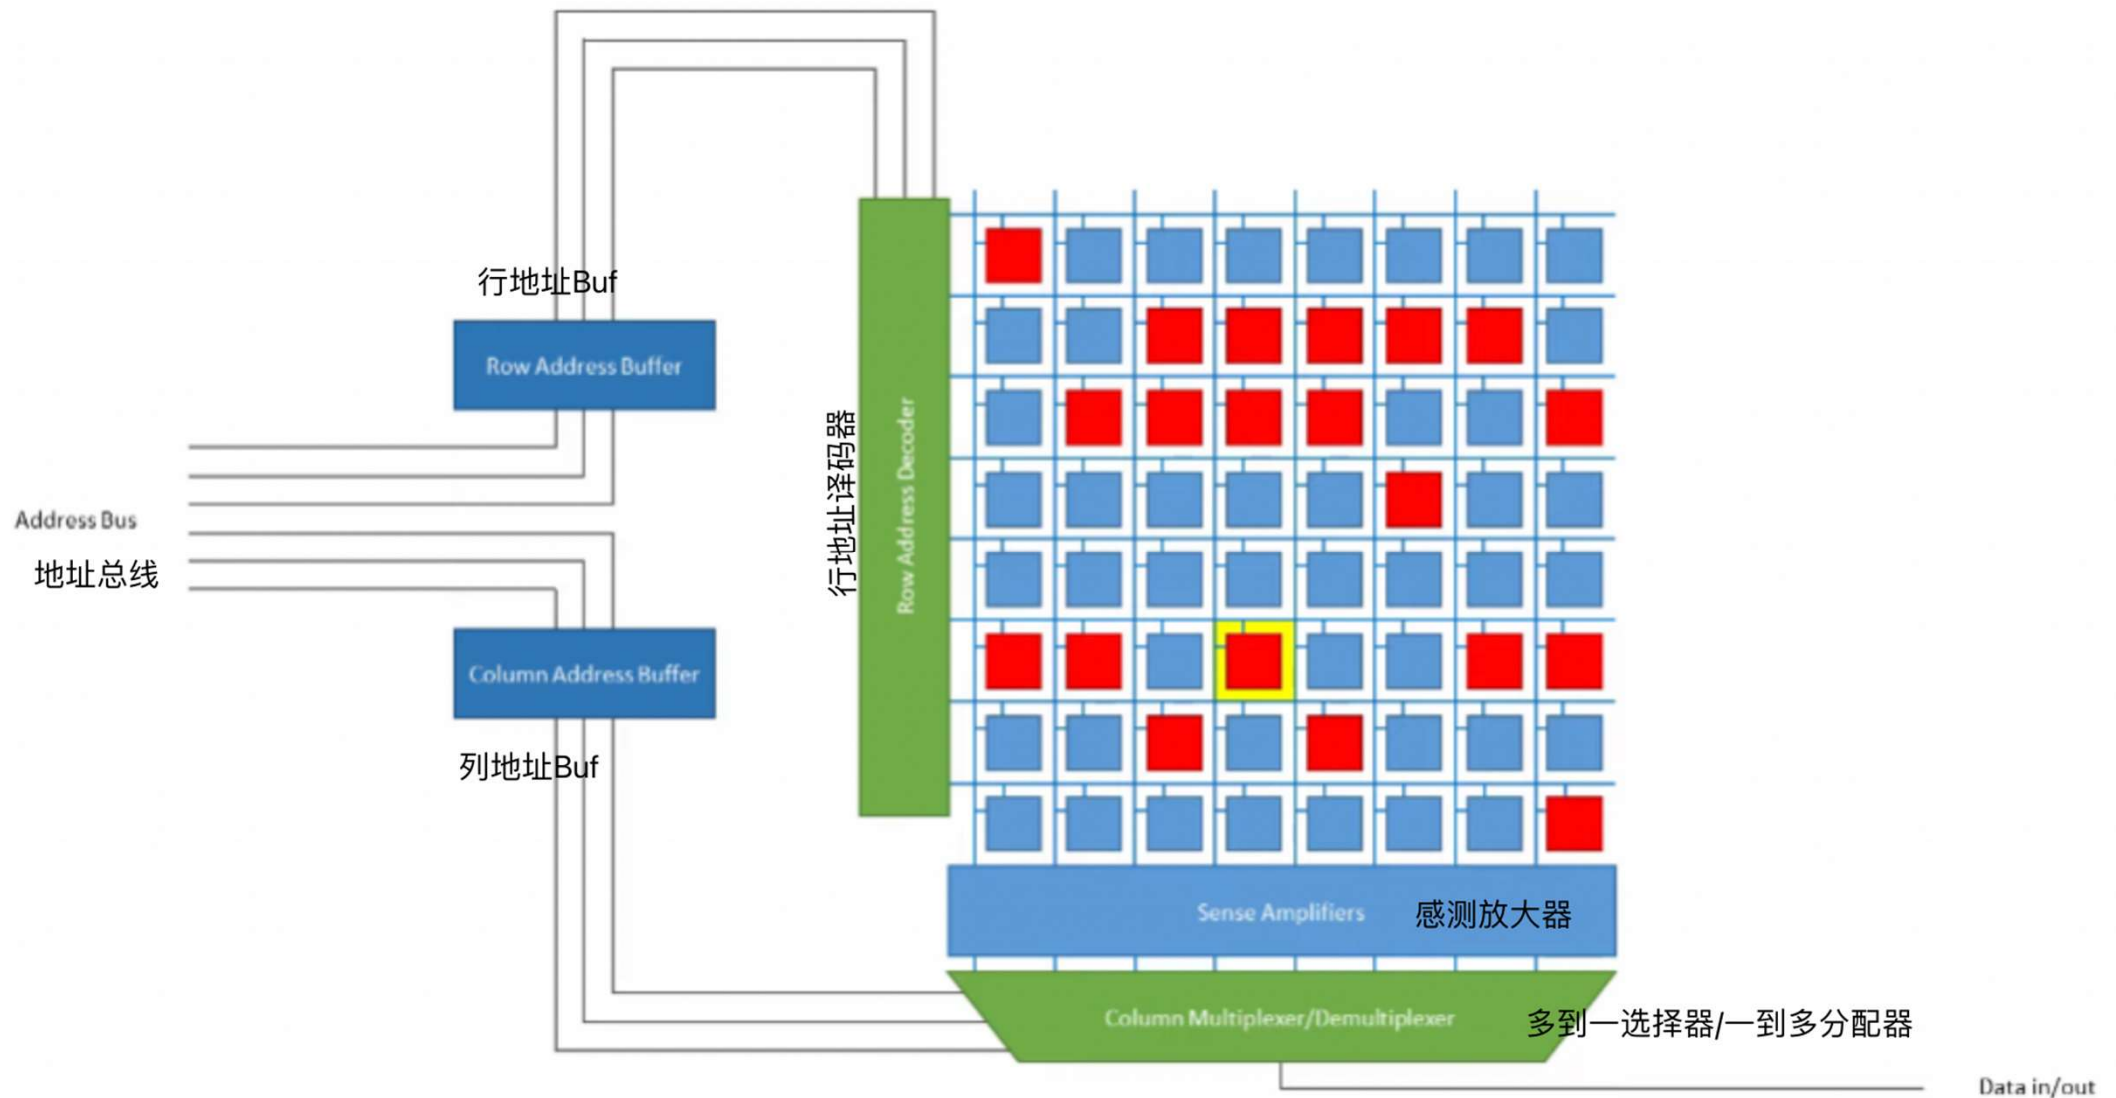 行地址Buf
Row Address Buffer
行地址译码器
Row Address Decoder
Address Bus
地址总线
Column Address Buffer
列地址Buf
Sense Amplifiers
感测放大器
Column Multiplexer/Demultiplexer
多到一选择器/一到多分配器
Data in/out